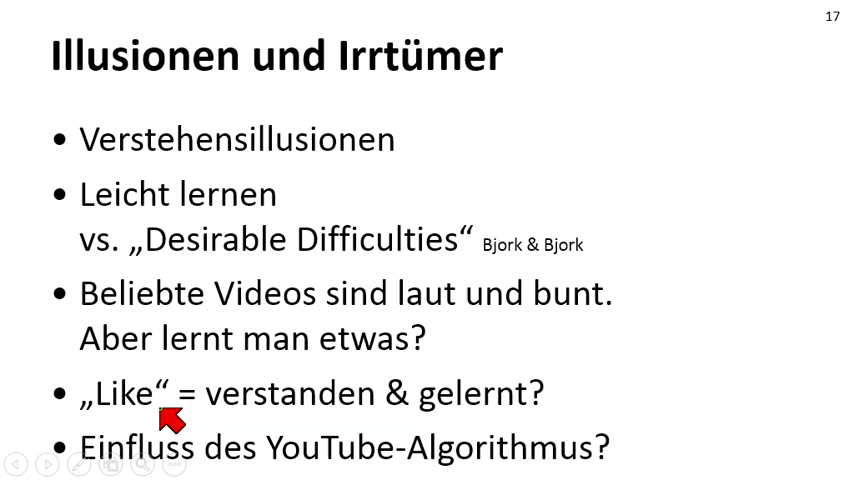 17
Illusionen und Irrtümer
• Verstehensillusionen
• Leicht lernen
vs. „Desirable Difficulties“ Bjork & Bjork
• Beliebte Videos sind laut und bunt.
Aber lernt man etwas?
• „Like“ = verstanden & gelernt?
• Einfluss des YouTube-Algorithmus?